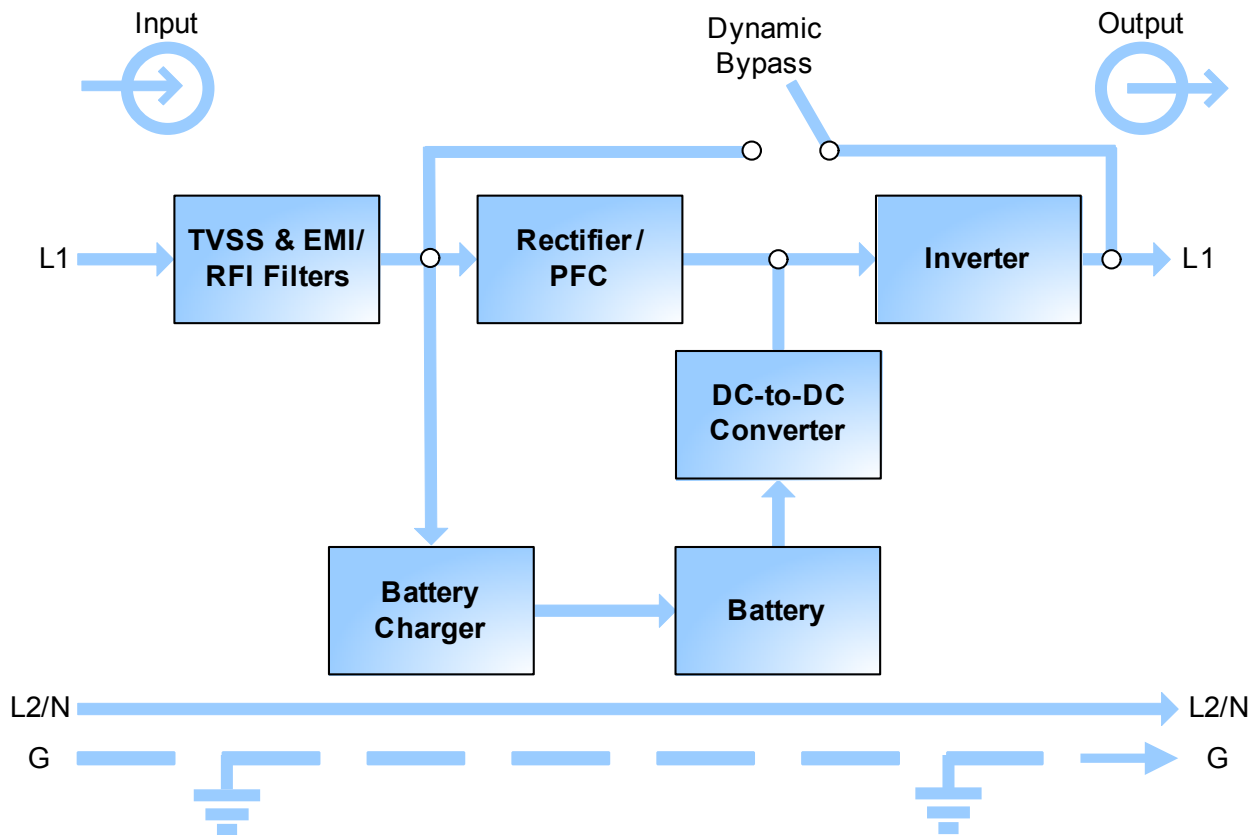 Input
Dynamic
Bypass
Output
L1
TVSS & EMI/
RFI Filters
Rectifier/
PFC
Inverter
L1
DC-to-DC
Converter
Battery
Charger
Battery
L2/N
L2/N
G
G